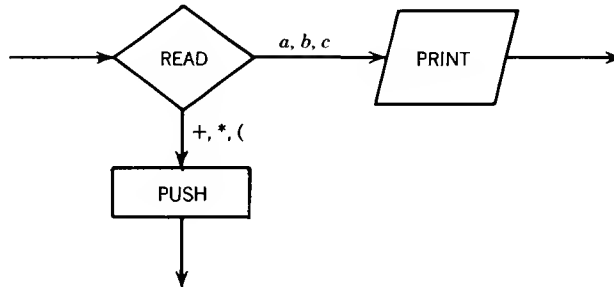 READ
a, b, c
PRINT
+, *, (
PUSH